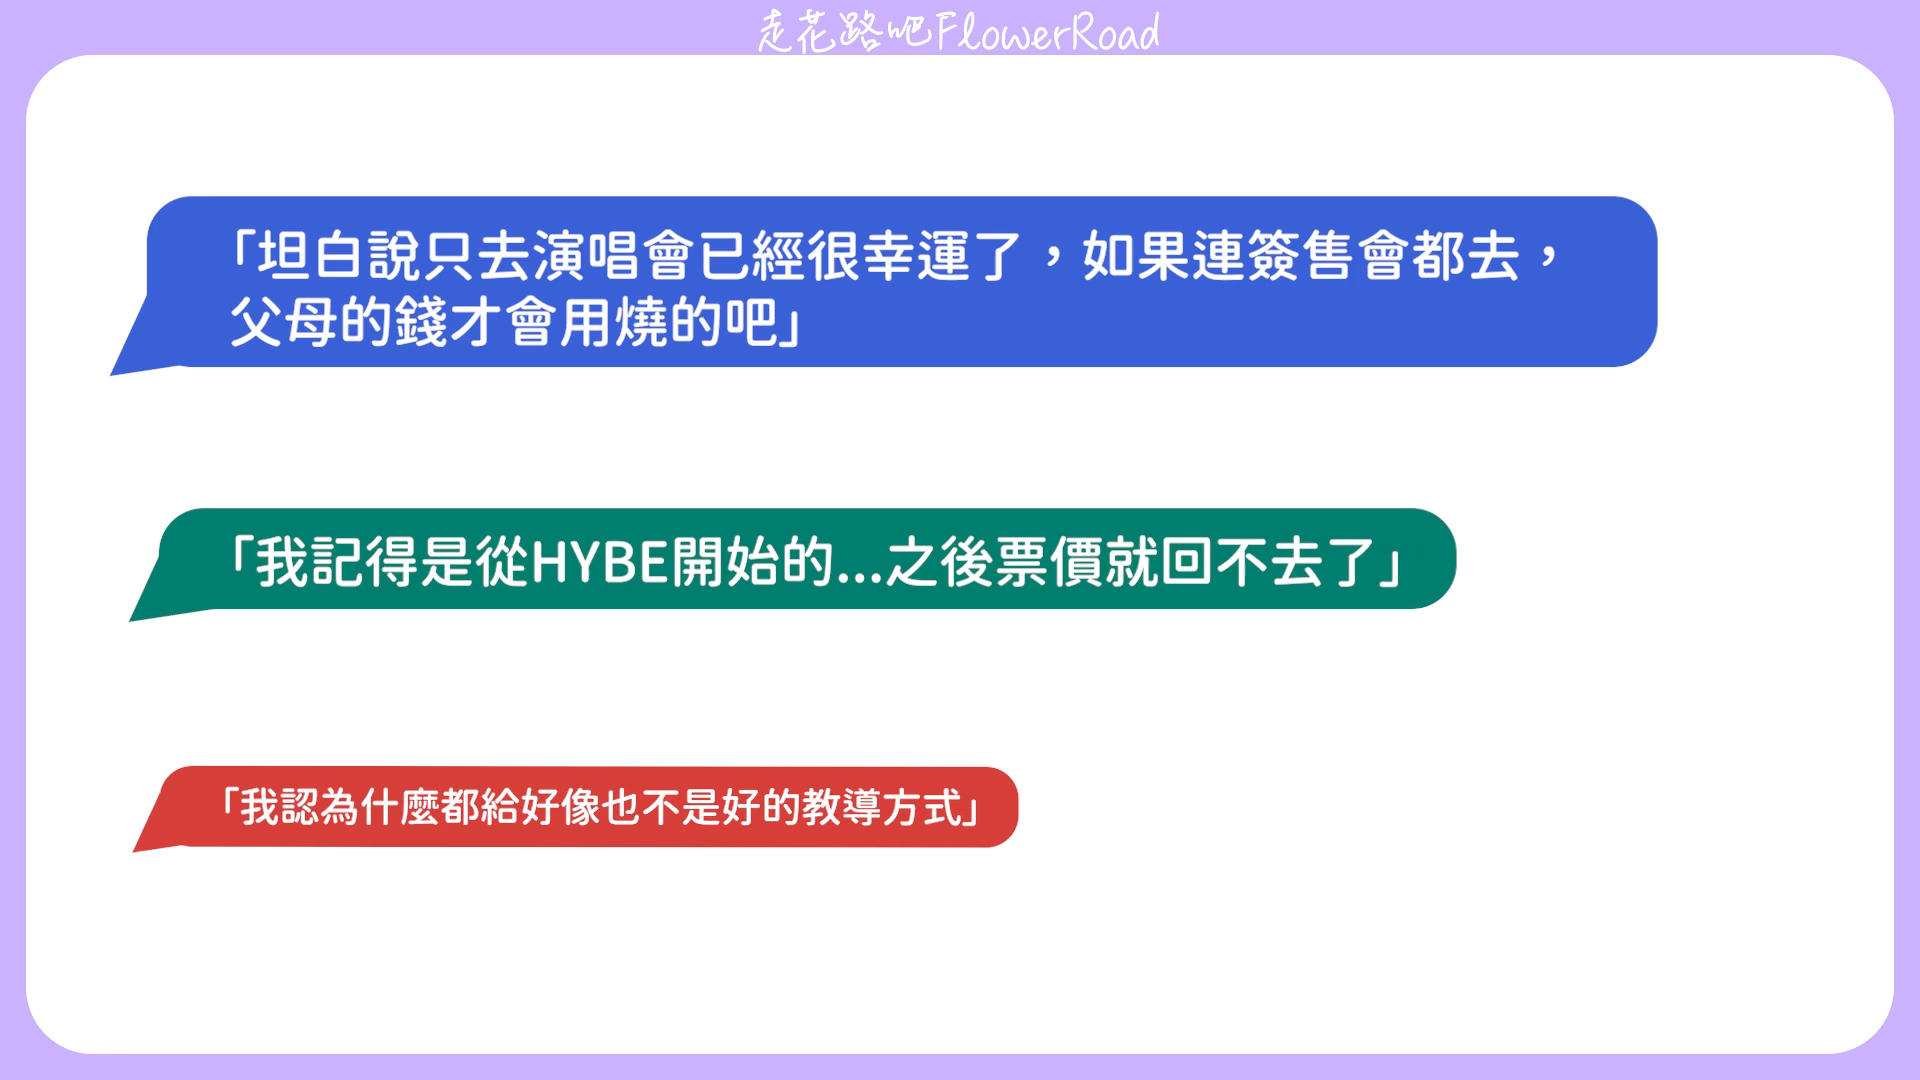 走花路吧FlowerRoad
「坦白說只去演唱會已經很幸運了，如果連簽售會都去，
父母的錢才會用燒的吧」
「我記得是從HYBE開始的...之後票價就回不去了」
「我認為什麼都給好像也不是好的教導方式」